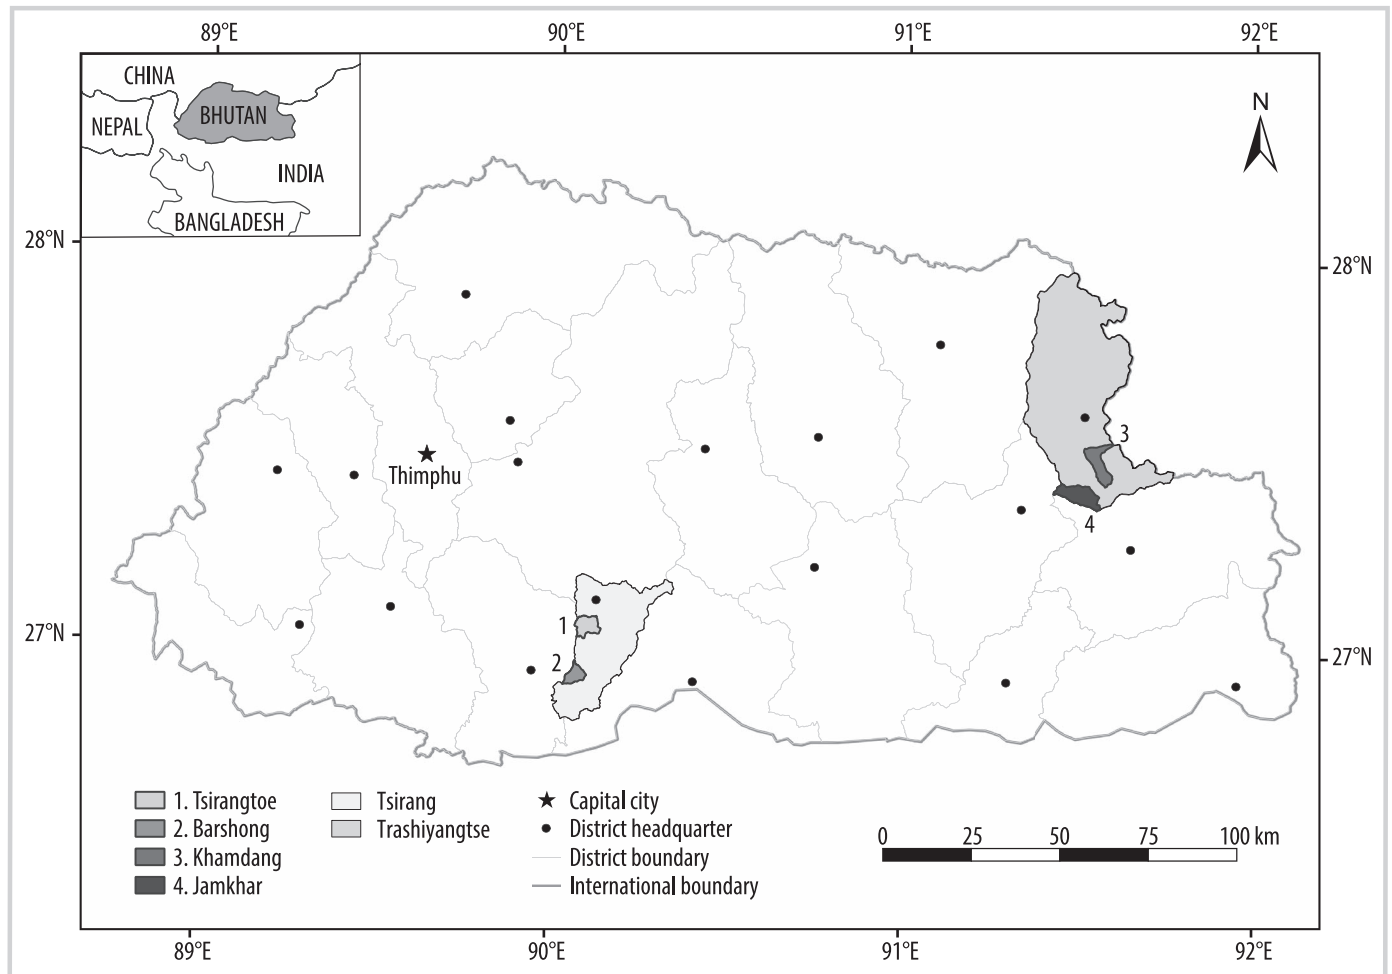 89°E 90°E 91°E 92°E
CHINA
BHUTAN
NEPAL
INDIA
BANGLADESH
N
28°N
28°N
Thimphu
3
4
1
2
27°N
27°N
1. Tsirangtoe
2. Barshong
3. Khamdang
4. Jamkhar
Tsirang
Trashiyangtse
Capital city
District headquarter
District boundary
International boundary
0 25 50 75 100 km
89°E 90°E 91°E 92°E